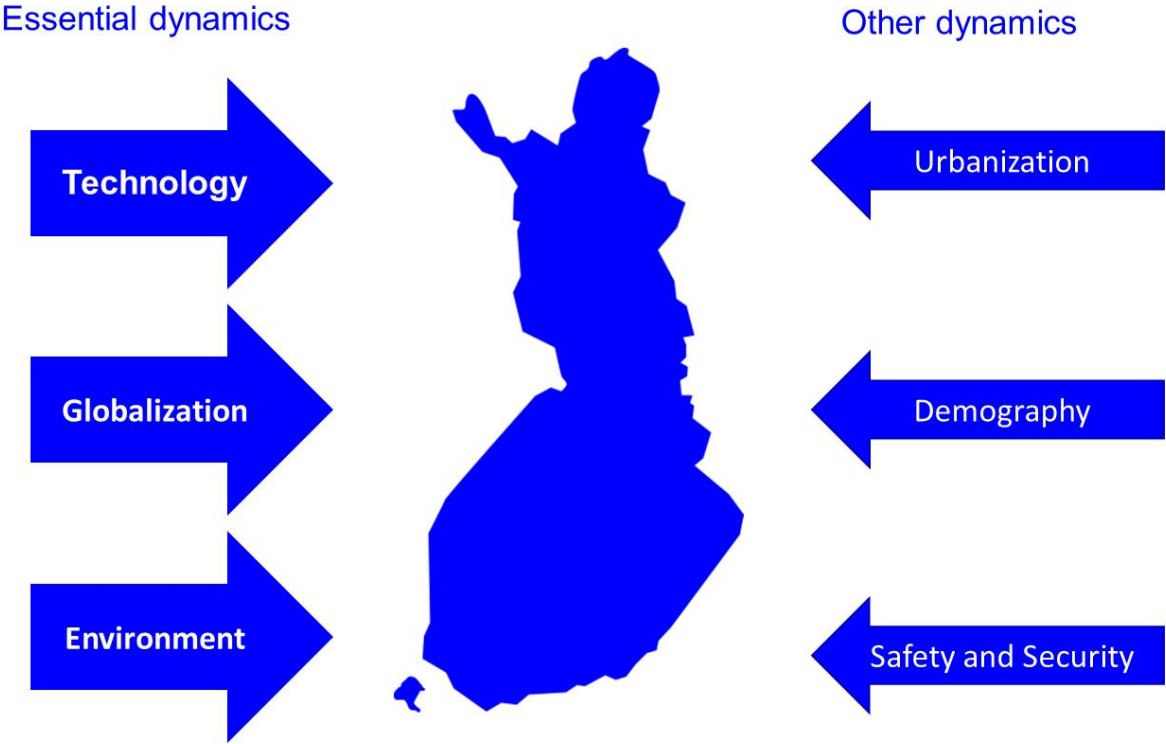 Essential dynamics
Other dynamics
Technology
Urbanization
Globalization
Demography
Environment
Safety and Security